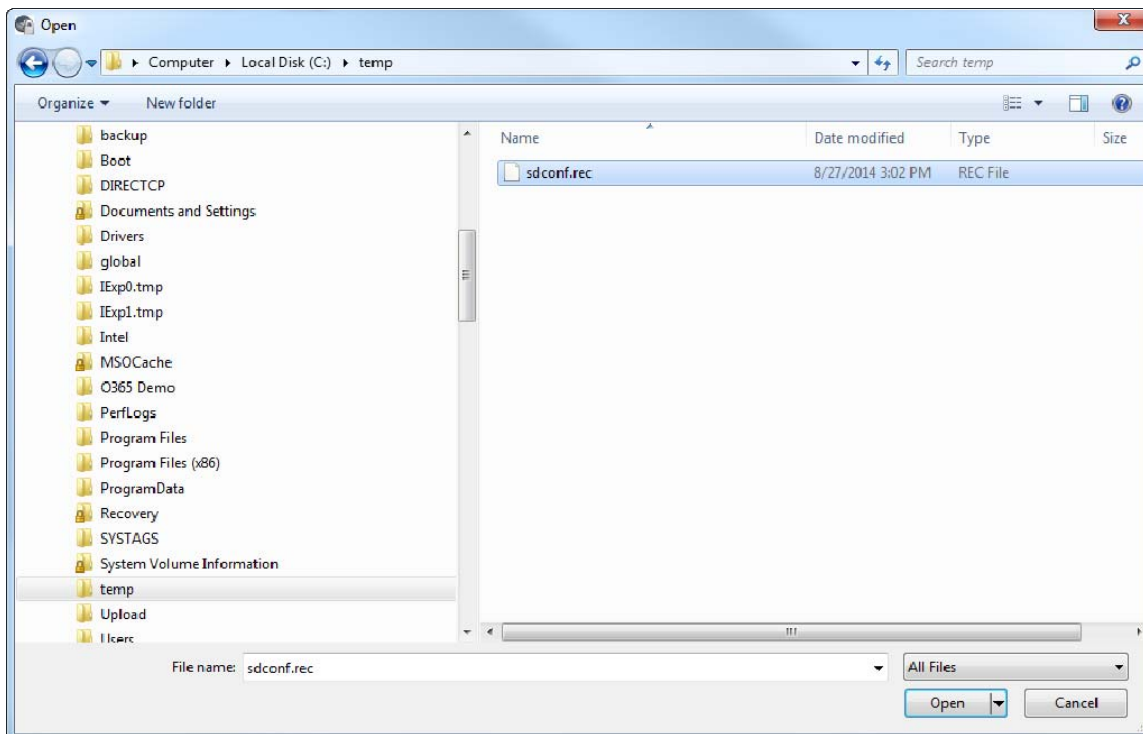 Open
Computer Local Disk (C:) temp
Search temp
Organize New folder
Name Date modified Type Size
sdconf.rec 8/27/2014 3:02 PM REC File
backup
Boot
DIRECTCP
Documents and Settings
Drivers
global
IExp0.tmp
IExp1.tmp
Intel
MSOCache
O365 Demo
PerfLogs
Program Files
Program Files (x86)
ProgramData
Recovery
SYSTAGS
System Volume Information
temp
Upload
Users
File name: sdconf.rec
All Files
Open Cancel